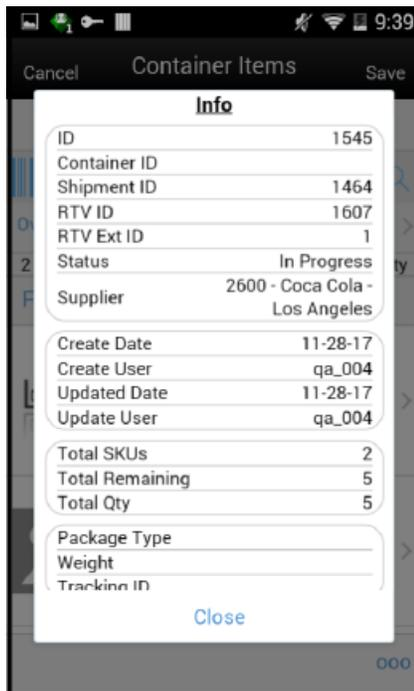 9:39
Cancel Container Items Save
Info
ID 1545
Container ID
Shipment ID 1464
RTV ID 1607
RTV Ext ID 1
Status In Progress
Supplier 2600 - Coca Cola -
Los Angeles
Create Date 11-28-17
Create User qa_004
Updated Date 11-28-17
Update User qa_004
Total SKUs 2
Total Remaining 5
Total Qty 5
Package Type
Weight
Tracking ID
Close